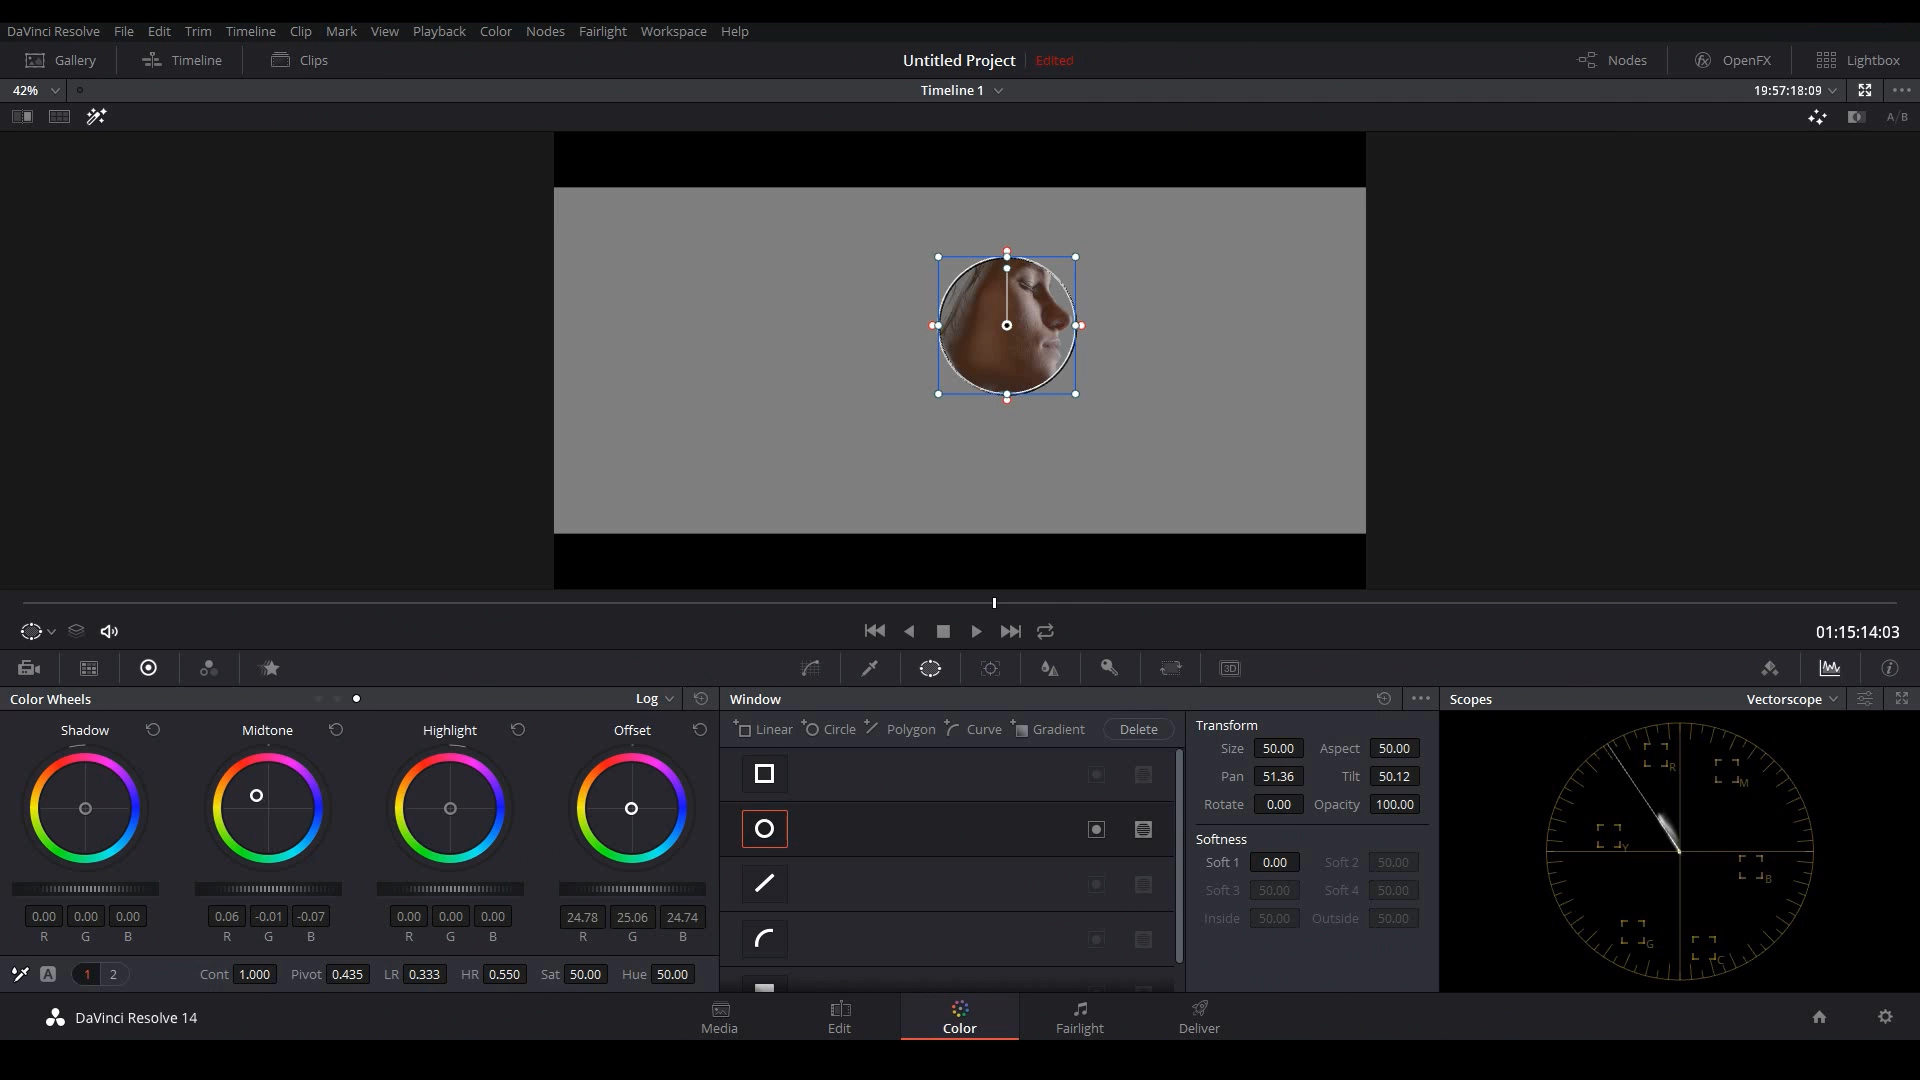 DaVinci Resolve File Edit Trim Timeline Clip Mark View Playback Color Nodes Fairlight Workspace Help
Gallery Timeline Clips Untitled Project Edited Nodes OpenFX Lightbox
42% Timeline 1 19:57:18:09
A/B
01:15:14:03
3D
Color Wheels Log Window Scopes Vectorscope
Shadow Midtone Highlight Offset
Linear Circle Polygon Curve Gradient Delete
Transform
Size 50.00 Aspect 50.00
Pan 51.36 Tilt 50.12
Rotate 0.00 Opacity 100.00
Softness
Soft 1 0.00 Soft 2 50.00
Soft 3 50.00 Soft 4 50.00
Inside 50.00 Outside 50.00
R M Y B G C
0.00 0.00 0.00 0.06 -0.01 -0.07 0.00 0.00 0.00 24.78 25.06 24.74
R G B R G B R G B R G B
A 1 2 Cont 1.000 Pivot 0.435 LR 0.333 HR 0.550 Sat 50.00 Hue 50.00
DaVinci Resolve 14 Media Edit Color Fairlight Deliver